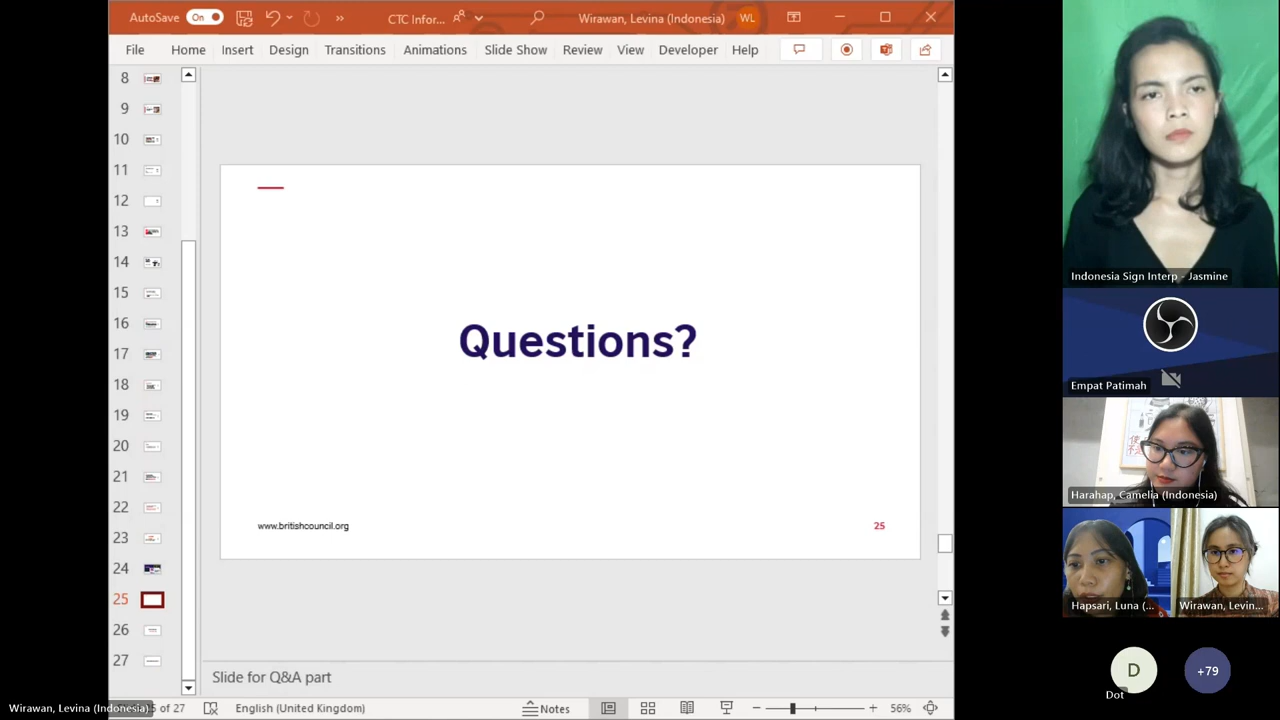 AutoSave On
CTC Infor...
Wirawan, Levina (Indonesia) WL
File Home Insert Design Transitions Animations Slide Show Review View Developer Help
8
9
10
11
12
13
14
15
16
17
18
19
20
21
22
23
24
25
26
27
Questions?
www.britishcouncil.org
25
Slide for Q&A part
of 27
English (United Kingdom)
Notes
56%
Wirawan, Levina (Indonesia)
Indonesia Sign Interp - Jasmine
Empat Patimah
Harahap, Camelia (Indonesia)
Hapsari, Luna (...
Wirawan, Levin...
D
Dot
+79